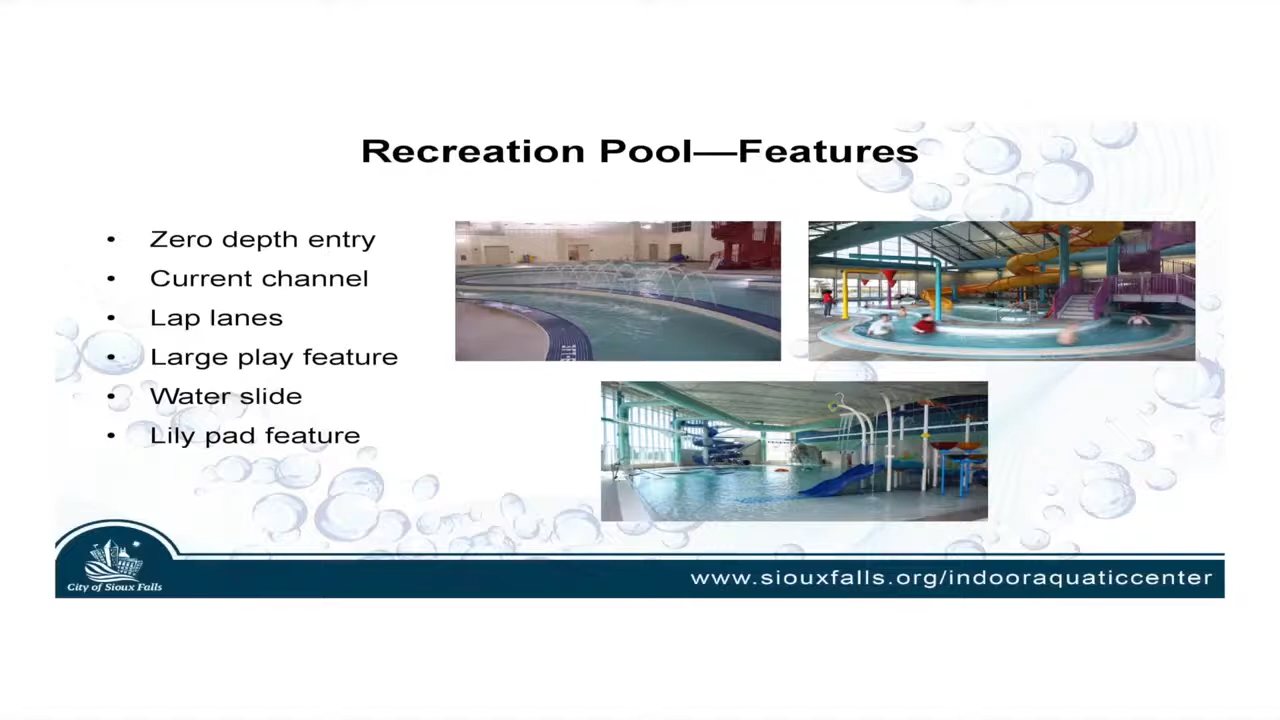 Recreation Pool—Features
• Zero depth entry
• Current channel
• Lap lanes
• Large play feature
• Water slide
• Lily pad feature
City of Sioux Falls
www.siouxfalls.org/indooraquaticcenter